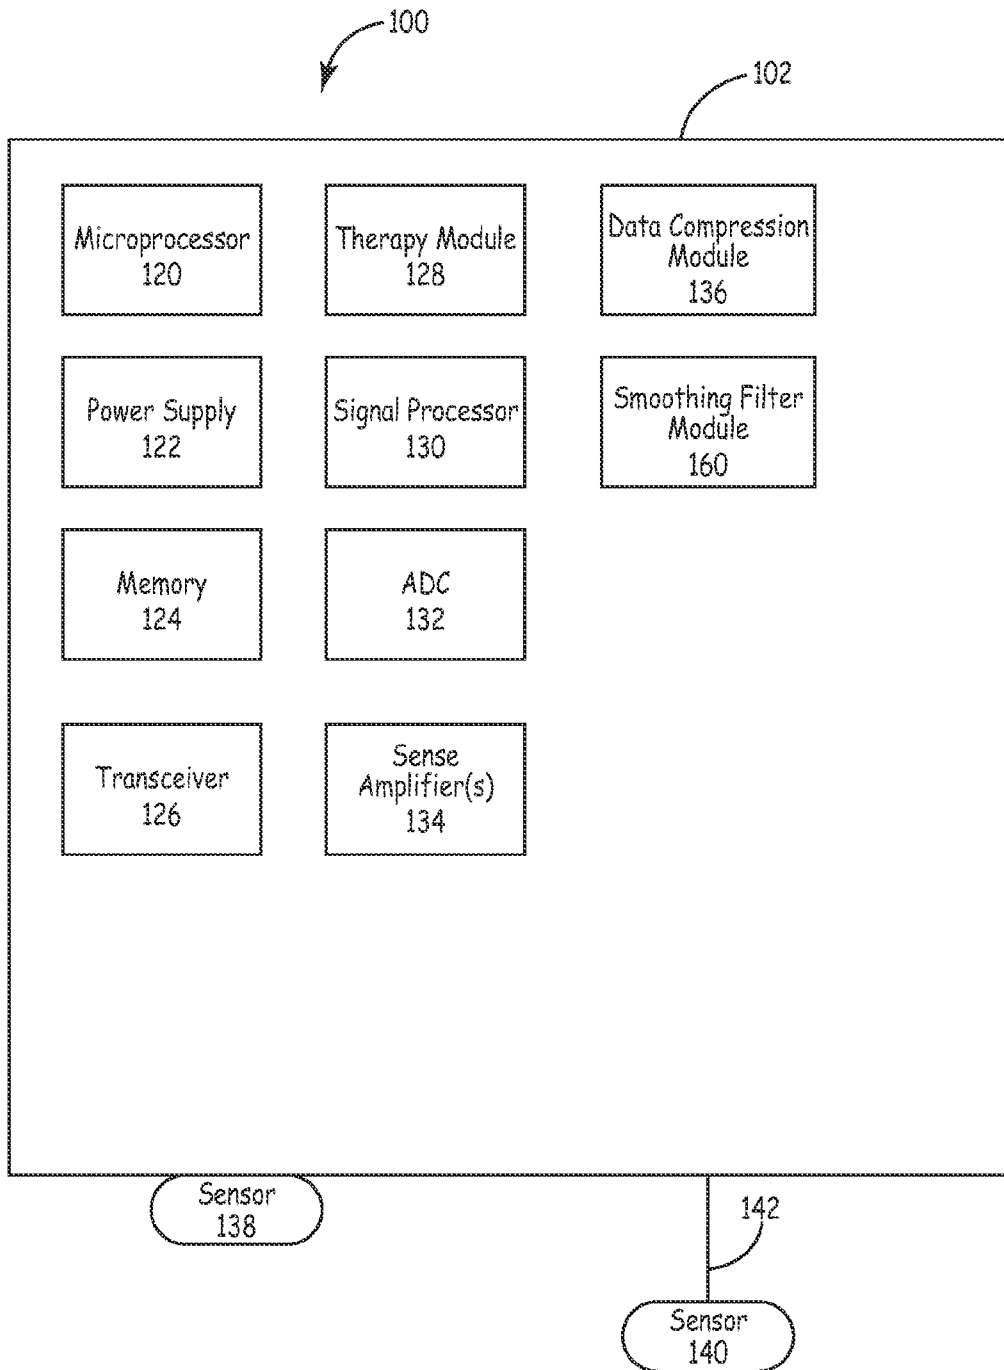 100
102
Microprocessor
120
Therapy Module
128
Data Compression
Module
136
Power Supply
122
Signal Processor
130
Smoothing Filter
Module
160
Memory
124
ADC
132
Transceiver
126
Sense
Amplifier(s)
134
Sensor
138
142
Sensor
140